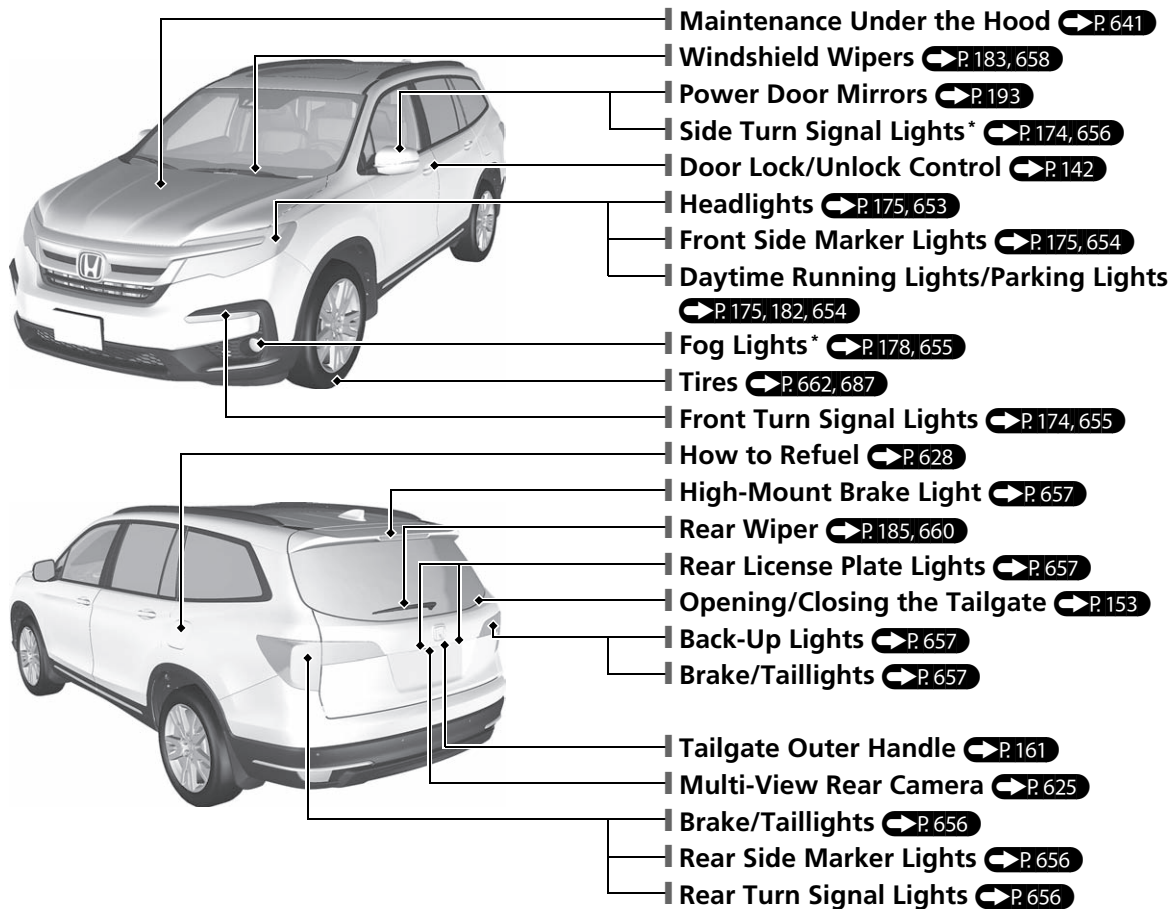 Maintenance Under the Hood P. 641
Windshield Wipers P. 183, 658
Power Door Mirrors P. 193
Side Turn Signal Lights* P. 174, 656
Door Lock/Unlock Control P. 142
Headlights P. 175, 653
Front Side Marker Lights P. 175, 654
Daytime Running Lights/Parking Lights
P. 175, 182, 654
Fog Lights* P. 178, 655
Tires P. 662, 687
Front Turn Signal Lights P. 174, 655
How to Refuel P. 628
High-Mount Brake Light P. 657
Rear Wiper P. 185, 660
Rear License Plate Lights P. 657
Opening/Closing the Tailgate P. 153
Back-Up Lights P. 657
Brake/Taillights P. 657
Tailgate Outer Handle P. 161
Multi-View Rear Camera P. 625
Brake/Taillights P. 656
Rear Side Marker Lights P. 656
Rear Turn Signal Lights P. 656